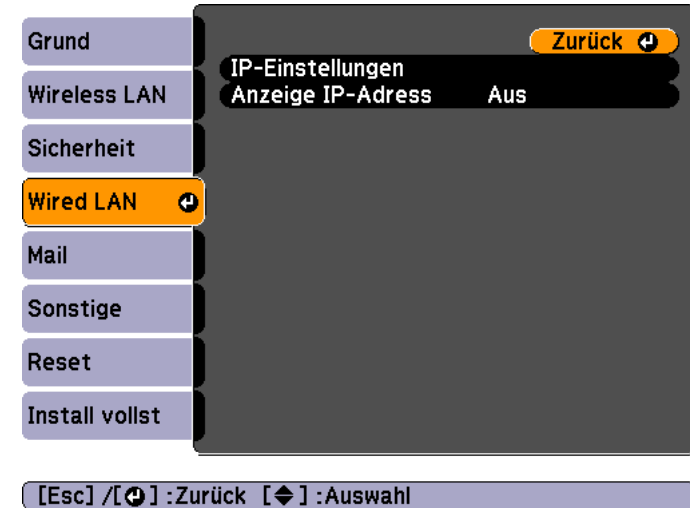 Grund
Wireless LAN
Sicherheit
Wired LAN
Mail
Sonstige
Reset
Install vollst
Zurück
IP-Einstellungen
Anzeige IP-Adress Aus
[Esc] /[ ] :Zurück [ ] :Auswahl